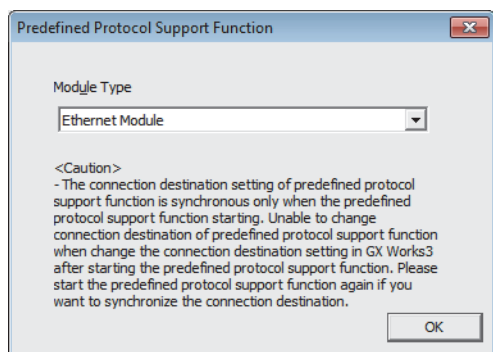 Predefined Protocol Support Function
Module Type
Ethernet Module
<Caution>
- The connection destination setting of predefined protocol
support function is synchronous only when the predefined
protocol support function starting. Unable to change
connection destination of predefined protocol support function
when change the connection destination setting in GX Works3
after starting the predefined protocol support function. Please
start the predefined protocol support function again if you
want to synchronize the connection destination.
OK